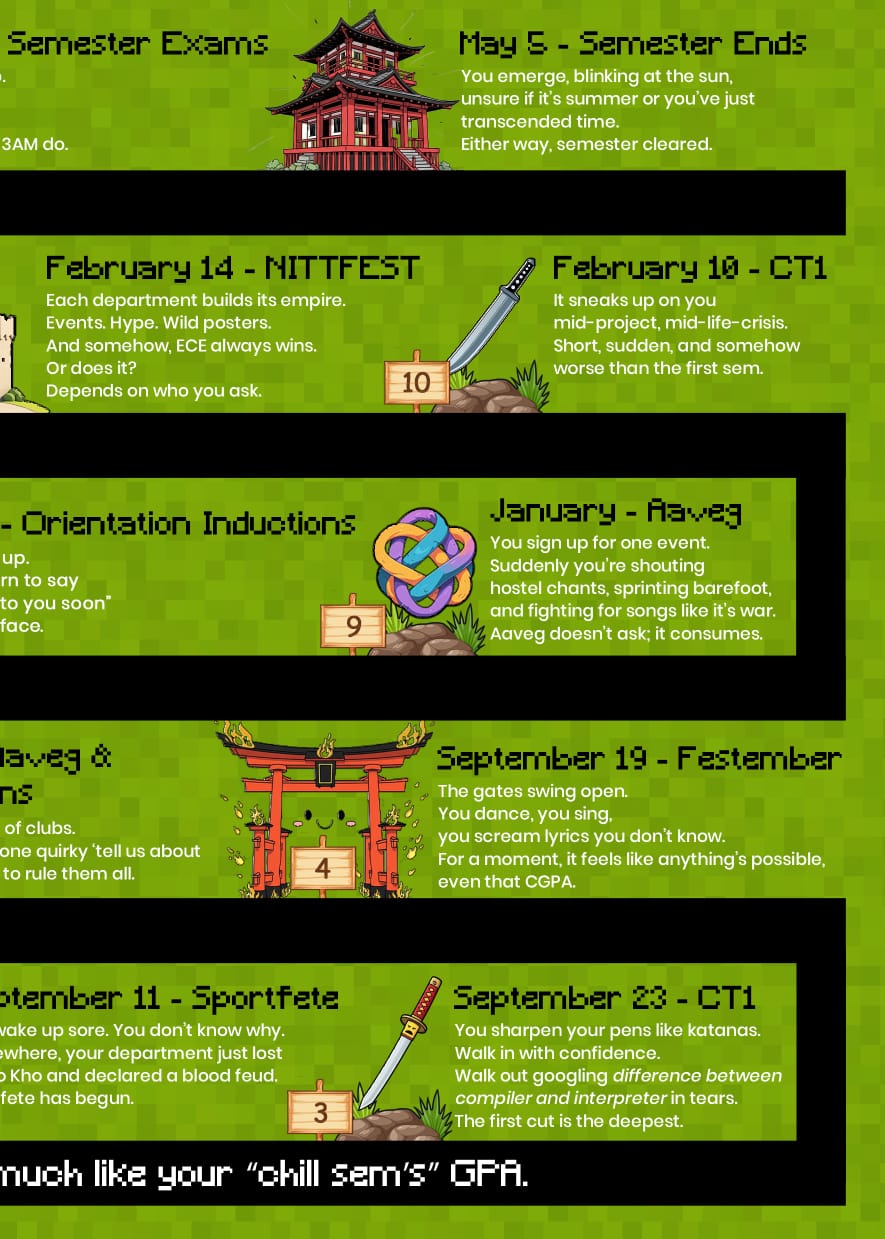 Semester Exams
3AM do.
May 5 - Semester Ends
You emerge, blinking at the sun,
unsure if it's summer or you've just
transcended time.
Either way, semester cleared.
February 14 - NITTFEST
Each department builds its empire.
Events. Hype. Wild posters.
And somehow, ECE always wins.
Or does it?
Depends on who you ask.
10
February 10 - CT1
It sneaks up on you
mid-project, mid-life-crisis.
Short, sudden, and somehow
worse than the first sem.
- Orientation Inductions
up.
rn to say
to you soon”
face.
9
January - Aaveg
You sign up for one event.
Suddenly you're shouting
hostel chants, sprinting barefoot,
and fighting for songs like it's war.
Aaveg doesn't ask; it consumes.
aveg &
ns
of clubs.
one quirky ‘tell us about
to rule them all.
4
September 19 - Festember
The gates swing open.
You dance, you sing,
you scream lyrics you don't know.
For a moment, it feels like anything's possible,
even that CGPA.
ptember 11 - Sportfete
wake up sore. You don't know why.
ewhere, your department just lost
o Kho and declared a blood feud.
fete has begun.
3
September 23 - CT1
You sharpen your pens like katanas.
Walk in with confidence.
Walk out googling difference between
compiler and interpreter in tears.
The first cut is the deepest.
much like your “chill sem's” GPA.